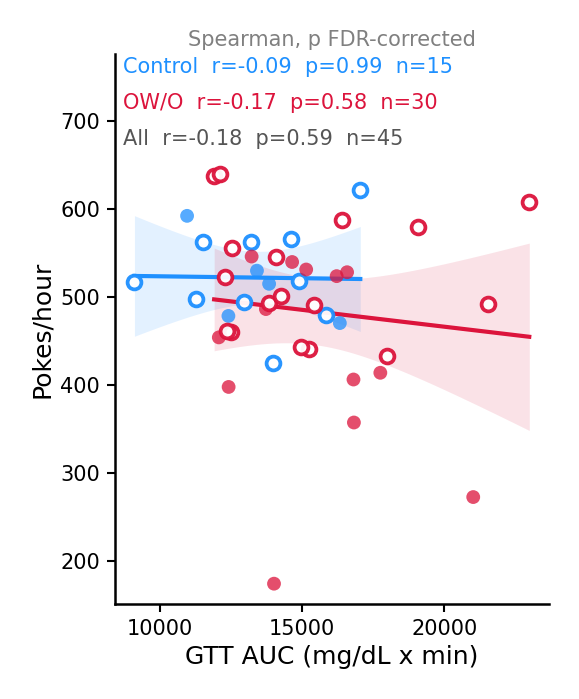 Spearman, p FDR-corrected
Control r=-0.09 p=0.99 n=15
OW/O r=-0.17 p=0.58 n=30
All r=-0.18 p=0.59 n=45
Pokes/hour
700
600
500
400
300
200
10000 15000 20000
GTT AUC (mg/dL x min)